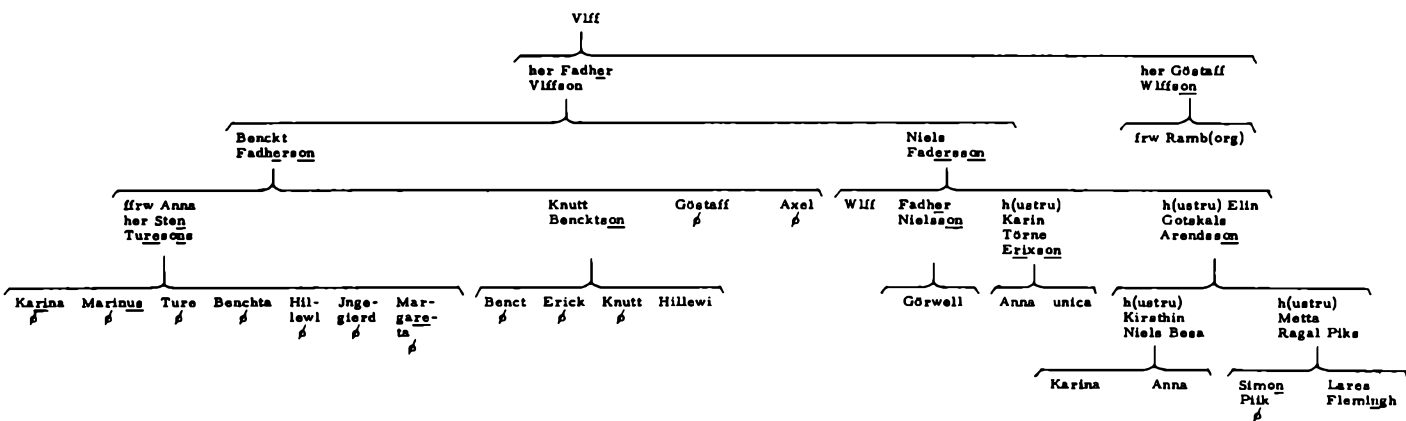 Vlff
her Fadher
Vlffson
her Göstaff
Wlffson
frw Ramb(org)
Benckt
Fadherson
Niels
Fadersson
ffrw Anna
her Sten
Turesons
Knutt
Göstaff
Axel
Bencktson
ø
ø
Wlff
Fadher
Nielsson
h(ustru)
Karin
Törne
Erixson
h(ustru) Elin
Gotskals
Arendsson
Karina
ø
Marinus
ø
Ture
ø
Benchta
ø
Hil-
lewl
ø
Jnge-
gierd
ø
Mar-
gare-
ta
ø
Benct
ø
Erick
ø
Knutt
ø
Hillewi
Görwell
Anna unica
h(ustru)
Kirsthin
Niels Besa
h(ustru)
Metta
Ragal Piks
Karina
Anna
Simon
Piik
ø
Lares
Flemingh